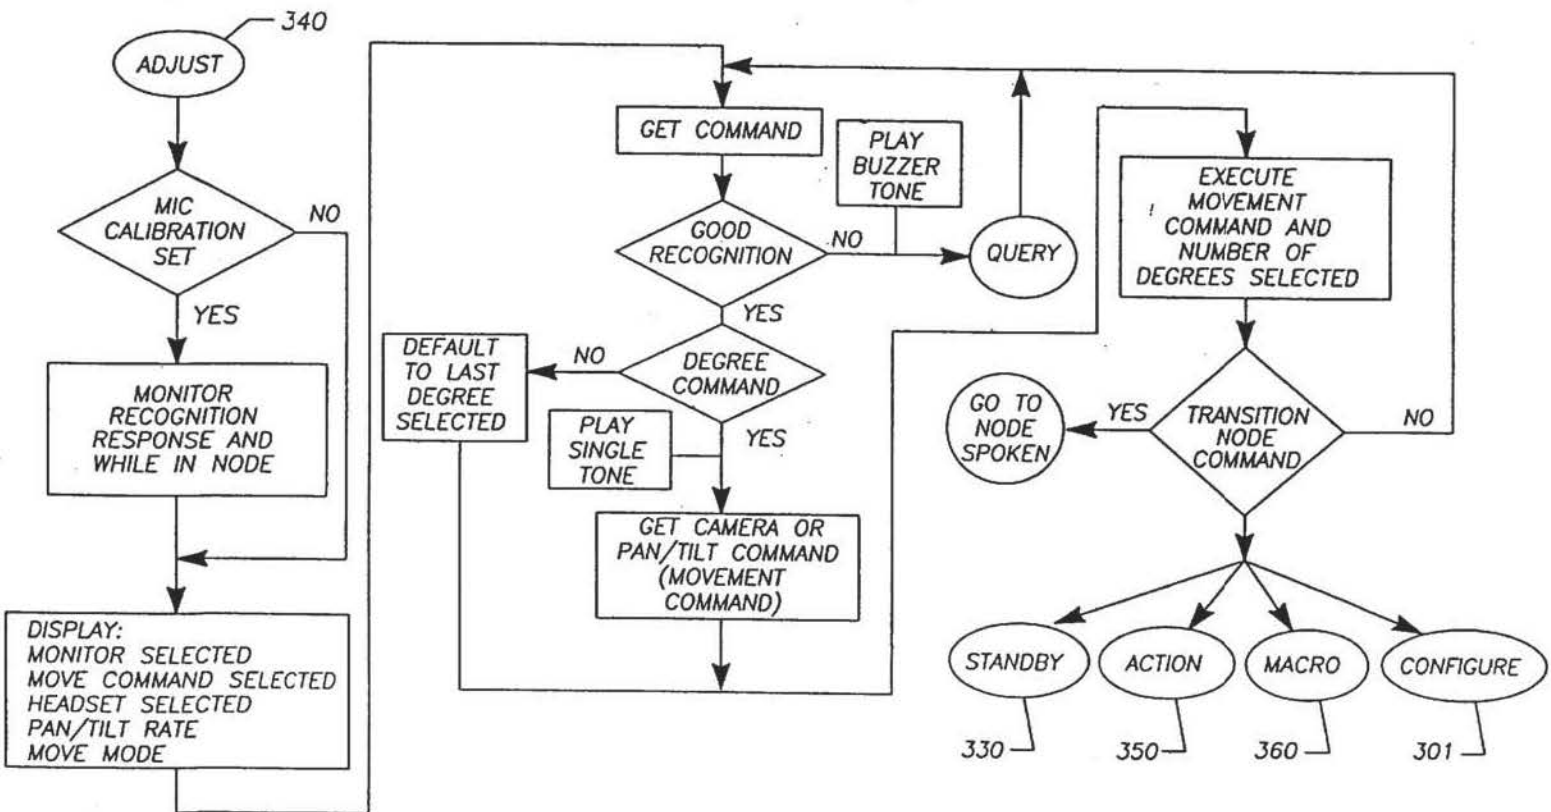 340
ADJUST
MIC
CALIBRATION
SET
NO
YES
MONITOR
RECOGNITION
RESPONSE AND
WHILE IN NODE
DISPLAY:
MONITOR SELECTED
MOVE COMMAND SELECTED
HEADSET SELECTED
PAN/TILT RATE
MOVE MODE
GET COMMAND
PLAY
BUZZER
TONE
GOOD
RECOGNITION
NO
QUERY
YES
DEGREE
COMMAND
NO
DEFAULT
TO LAST
DEGREE
SELECTED
YES
PLAY
SINGLE
TONE
GET CAMERA OR
PAN/TILT COMMAND
(MOVEMENT
COMMAND)
EXECUTE
MOVEMENT
COMMAND AND
NUMBER OF
DEGREES SELECTED
TRANSITION
NODE
COMMAND
NO
YES
GO TO
NODE
SPOKEN
STANDBY
ACTION
MACRO
CONFIGURE
330
350
360
301